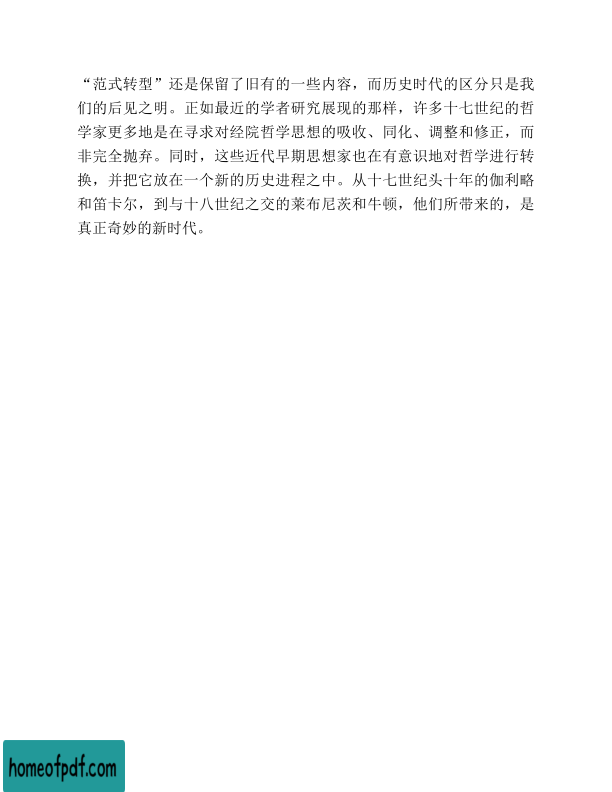 “范式转型”还是保留了旧有的一些内容，而历史时代的区分只是我
们的后见之明。正如最近的学者研究展现的那样，许多十七世纪的哲
学家更多地是在寻求对经院哲学思想的吸收、同化、调整和修正，而
非完全抛弃。同时，这些近代早期思想家也在有意识地对哲学进行转
换，并把它放在一个新的历史进程之中。从十七世纪头十年的伽利略
和笛卡尔，到与十八世纪之交的莱布尼茨和牛顿，他们所带来的，是
真正奇妙的新时代。
homeofpdf.com